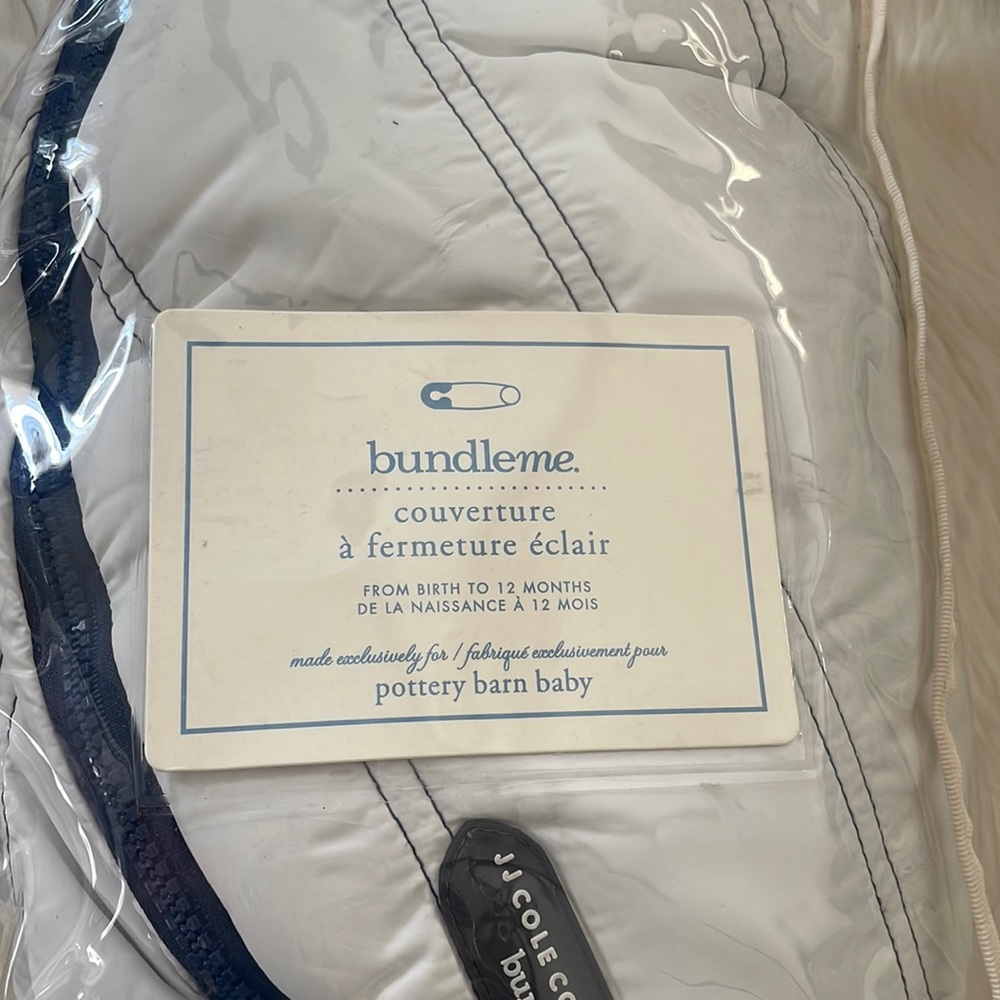 bundleme.
couverture
à fermeture éclair
FROM BIRTH TO 12 MONTHS
DE LA NAISSANCE À 12 MOIS
made exclusively for / fabriqué exclusivement pour
pottery barn baby
JJ COLE